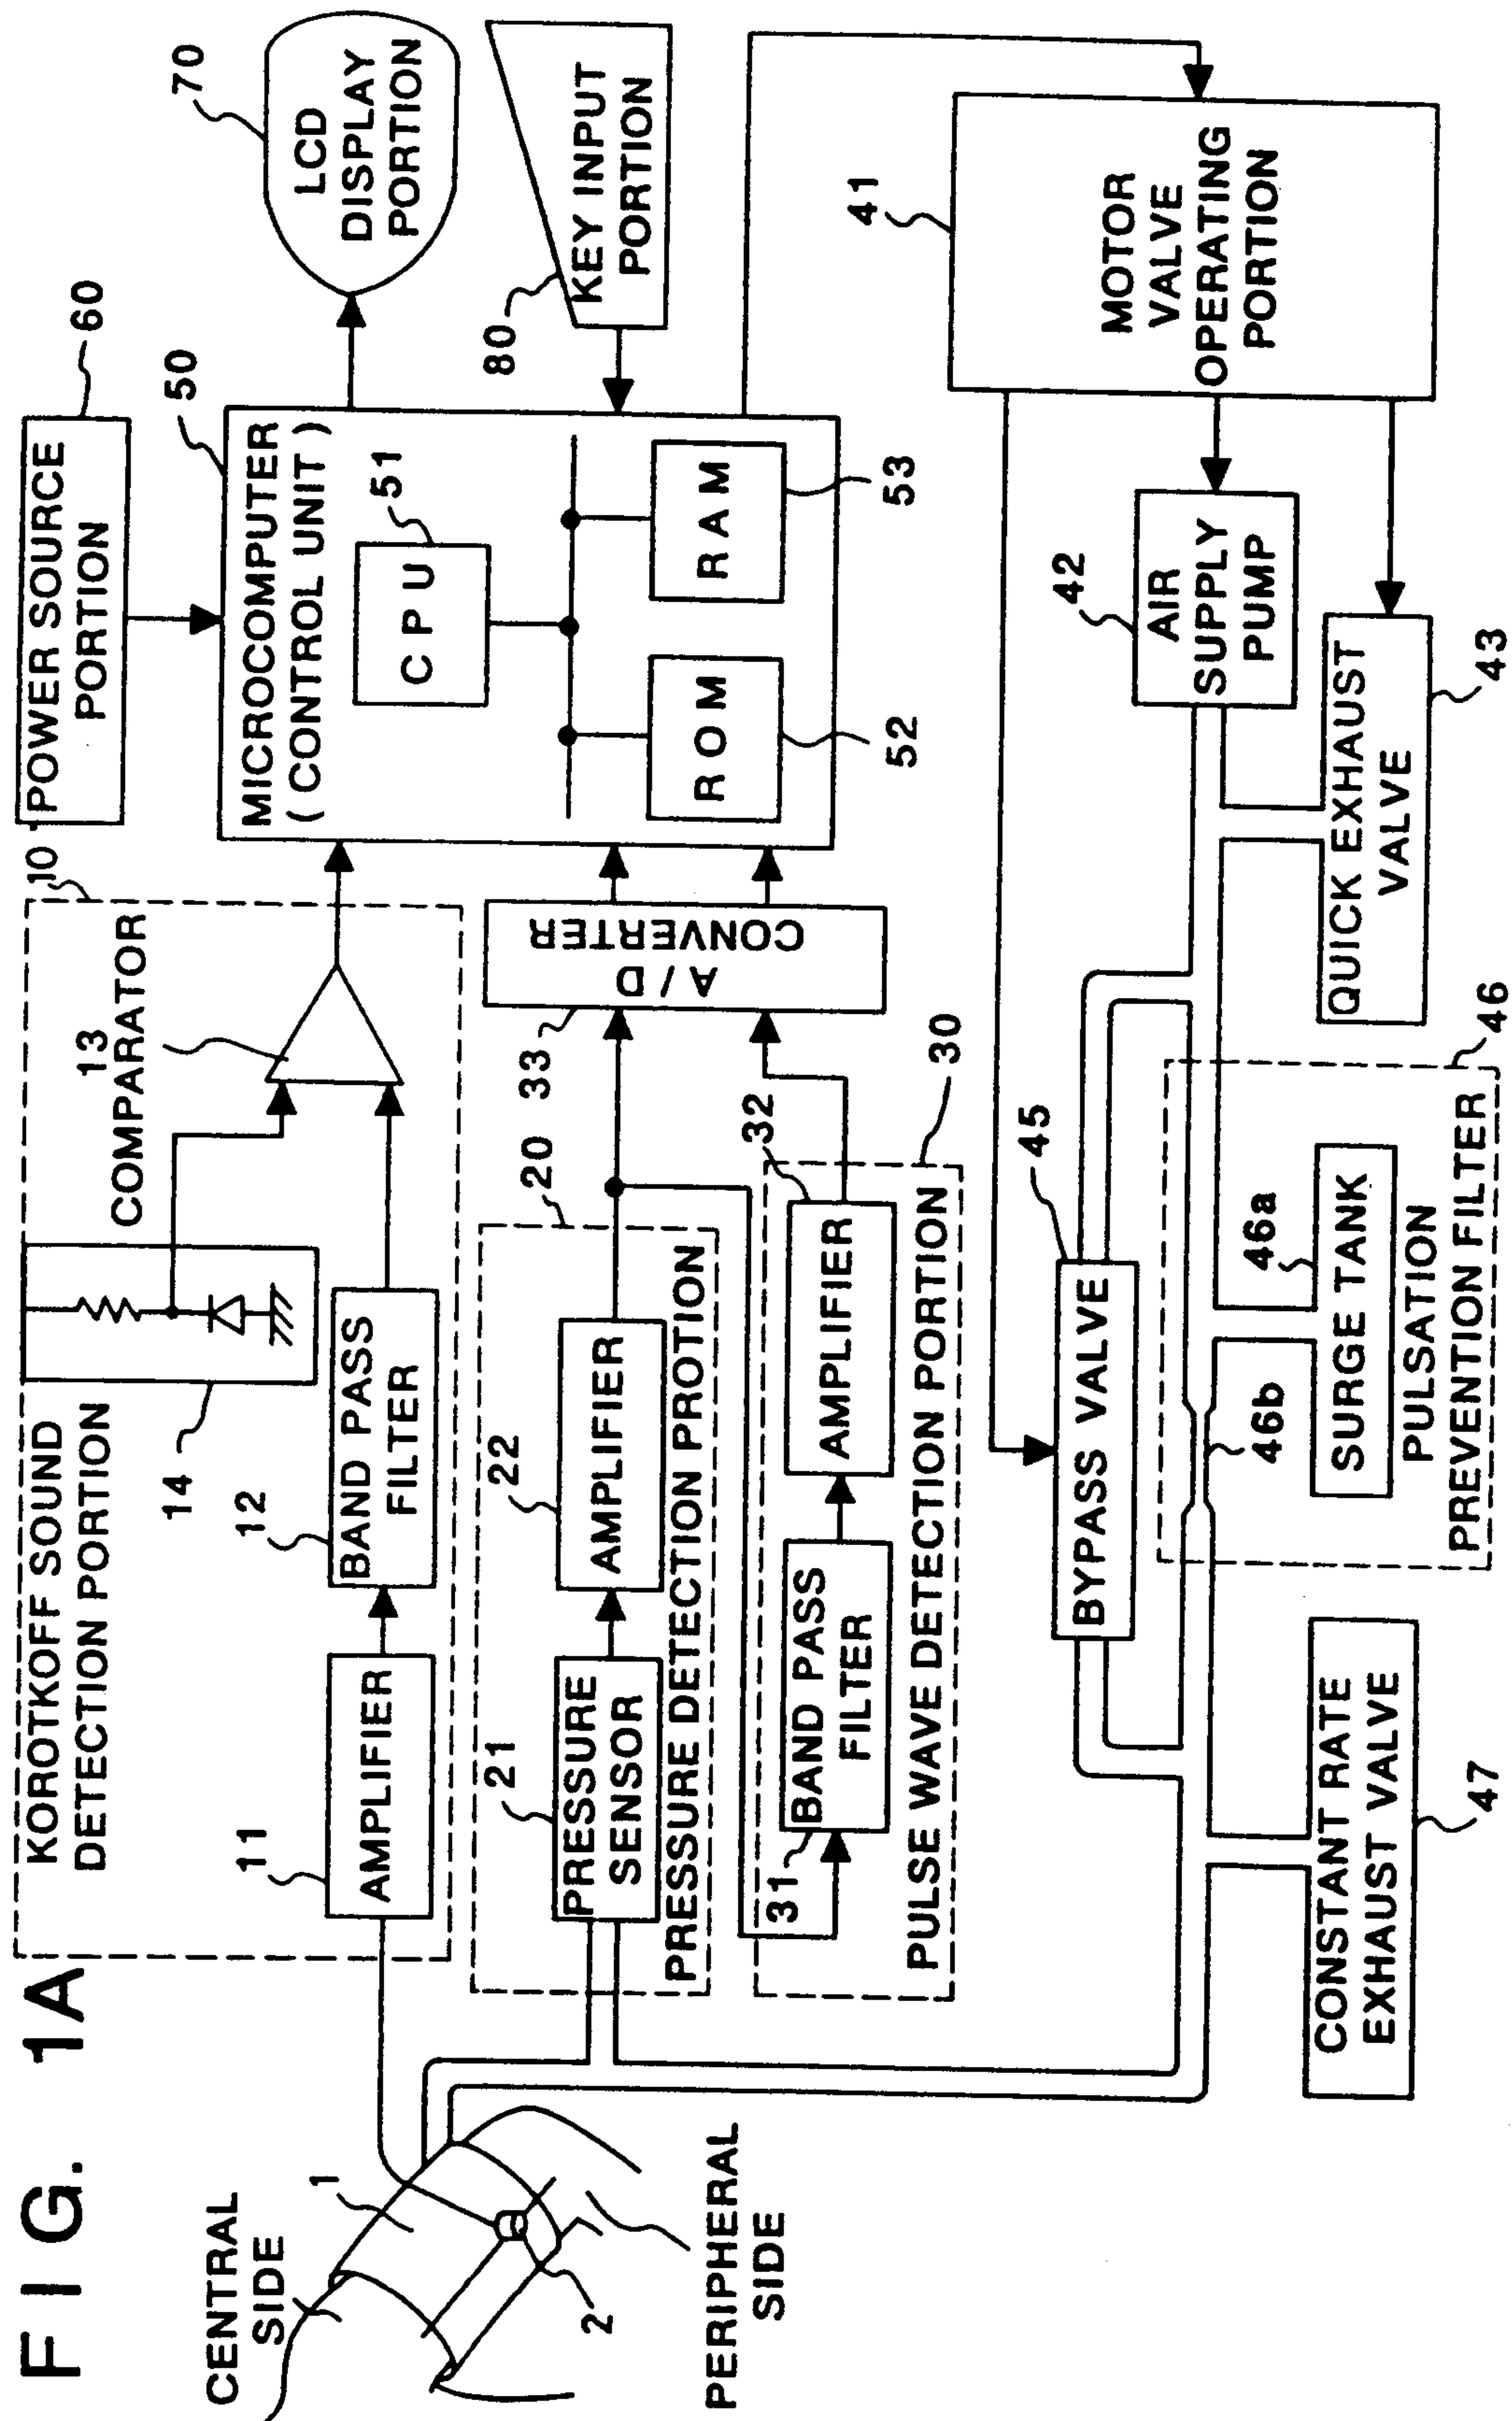 FIG. 1A
KOROTKOFF SOUND
DETECTION PORTION
10
POWER SOURCE
PORTION
60
14
13
COMPARATOR
11
AMPLIFIER
12
BAND PASS
FILTER
50
MICROCOMPUTER
(CONTROL UNIT)
CPU
51
ROM
52
RAM
53
70
LCD
DISPLAY
PORTION
80
KEY INPUT
PORTION
CENTRAL
SIDE
1
2
PERIPHERAL
SIDE
20
21
PRESSURE
SENSOR
22
AMPLIFIER
PRESSURE DETECTION PROTION
33
A/D
CONVERTER
30
31
BAND PASS
FILTER
32
AMPLIFIER
PULSE WAVE DETECTION PORTION
41
MOTOR
VALVE
OPERATING
PORTION
45
BYPASS VALVE
42
AIR
SUPPLY
PUMP
QUICK EXHAUST
VALVE
43
46
46a
46b
SURGE TANK
PULSATION
PREVENTION FILTER
CONSTANT RATE
EXHAUST VALVE
47